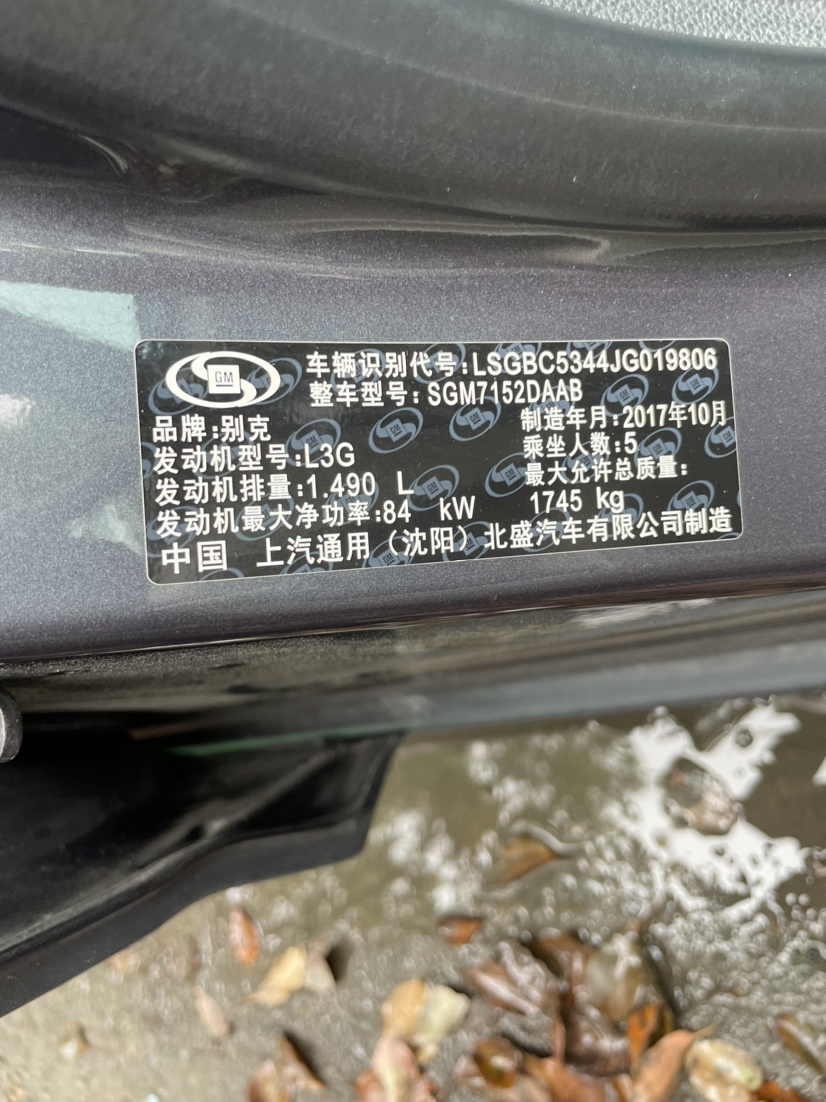 GM
车辆识别代号:LSGBC5344JG019806
整车型号:SGM7152DAAB
品牌:别克
制造年月:2017年10月
发动机型号:L3G
乘坐人数:5
发动机排量:1.490 L
最大允许总质量:
发动机最大净功率:84 kW
1745 kg
中国 上汽通用（沈阳）北盛汽车有限公司制造